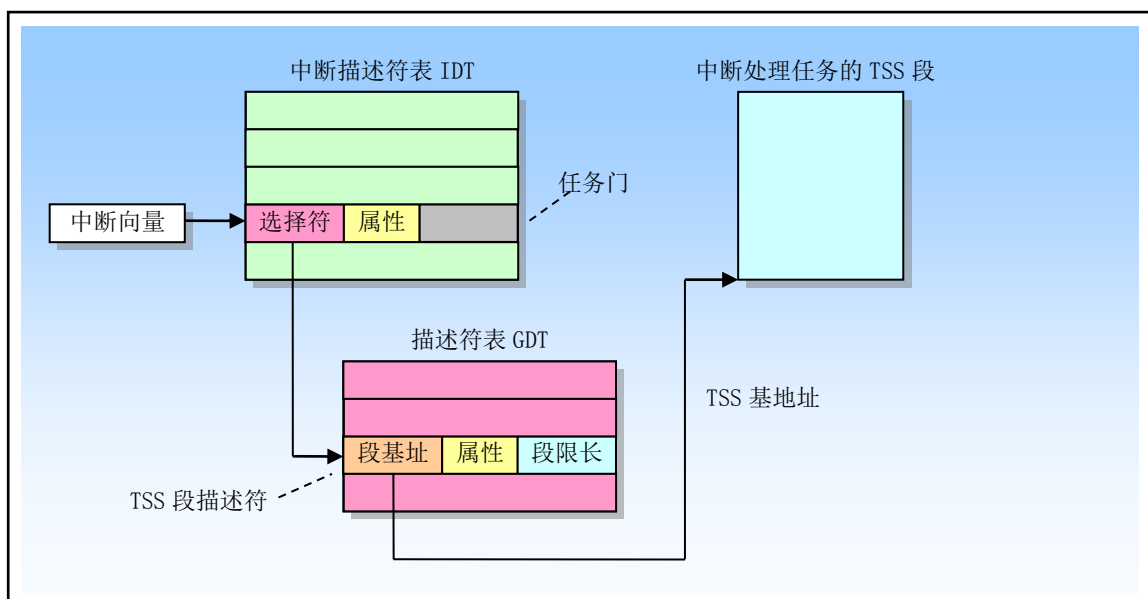 中断描述符表 IDT
中断处理任务的 TSS 段
任务门
中断向量
选择符
属性
描述符表 GDT
TSS 基地址
段基址
属性
段限长
TSS 段描述符